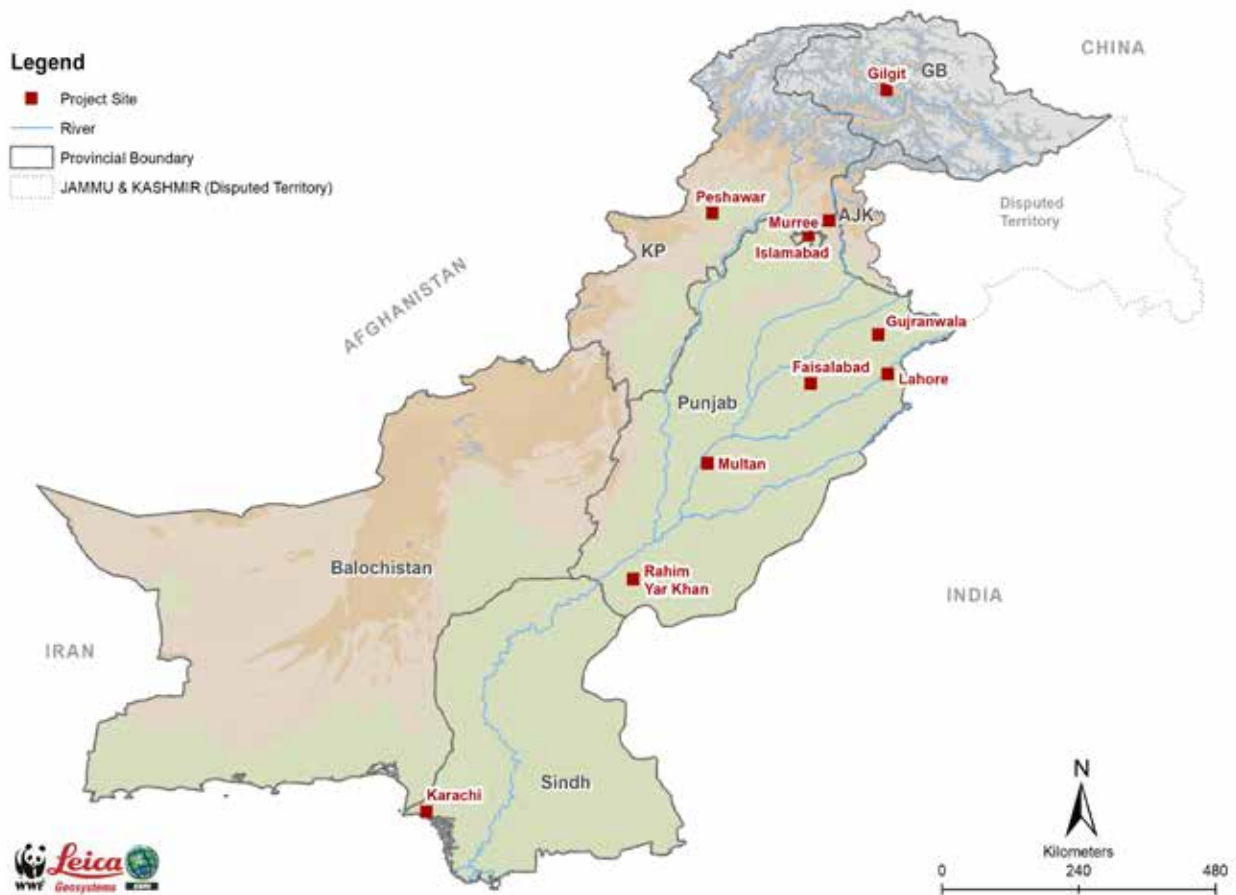 Legend
Project Site
River
Provincial Boundary
JAMMU & KASHMIR (Disputed Territory)
CHINA
GB
Gilgit
Peshawar
Murree
AJK
Islamabad
Disputed
Territory
KP
AFGHANISTAN
Gujranwala
Faisalabad
Lahore
Punjab
Multan
Balochistan
Rahim
Yar Khan
INDIA
IRAN
Sindh
Karachi
N
Kilometers
0 240 480
WWF
Leica
Geosystems